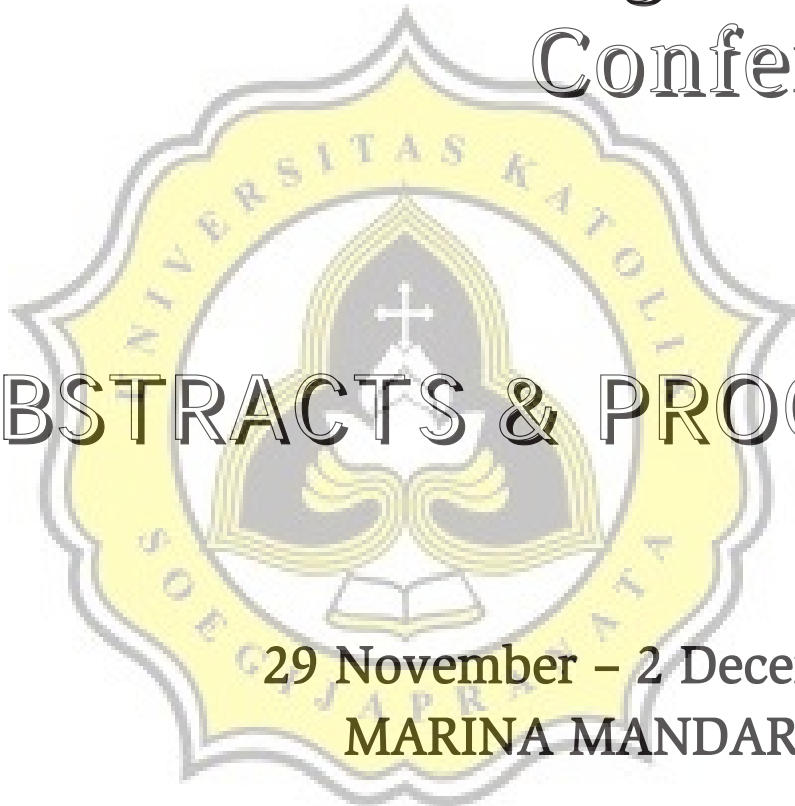 Confe
UNIVERSITAS KATOLIK
BSTRACTS & PRO
SOEGIJAPRANATA
29 November – 2 Dece
MARINA MANDAR